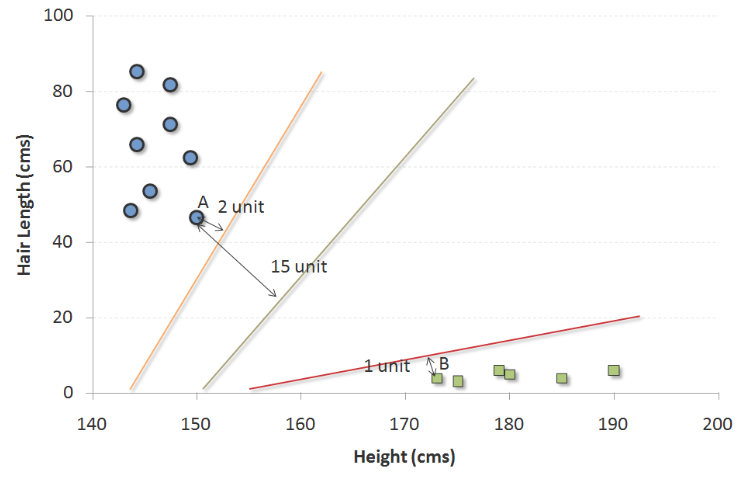 100
80
60
40
20
0
Hair Length (cms)
A
2 unit
15 unit
1 unit
B
140 150 160 170 180 190 200
Height (cms)